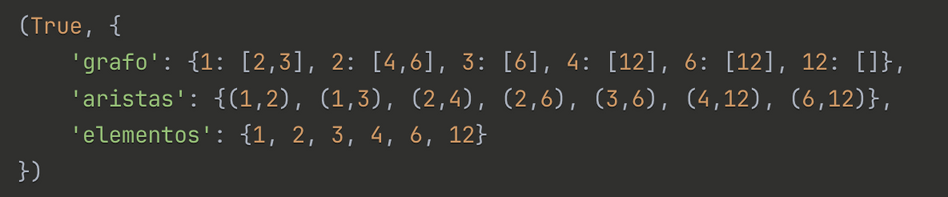 (True, {
    'grafo': {1: [2,3], 2: [4,6], 3: [6], 4: [12], 6: [12], 12: []},
    'aristas': {(1,2), (1,3), (2,4), (2,6), (3,6), (4,12), (6,12)},
    'elementos': {1, 2, 3, 4, 6, 12}
})